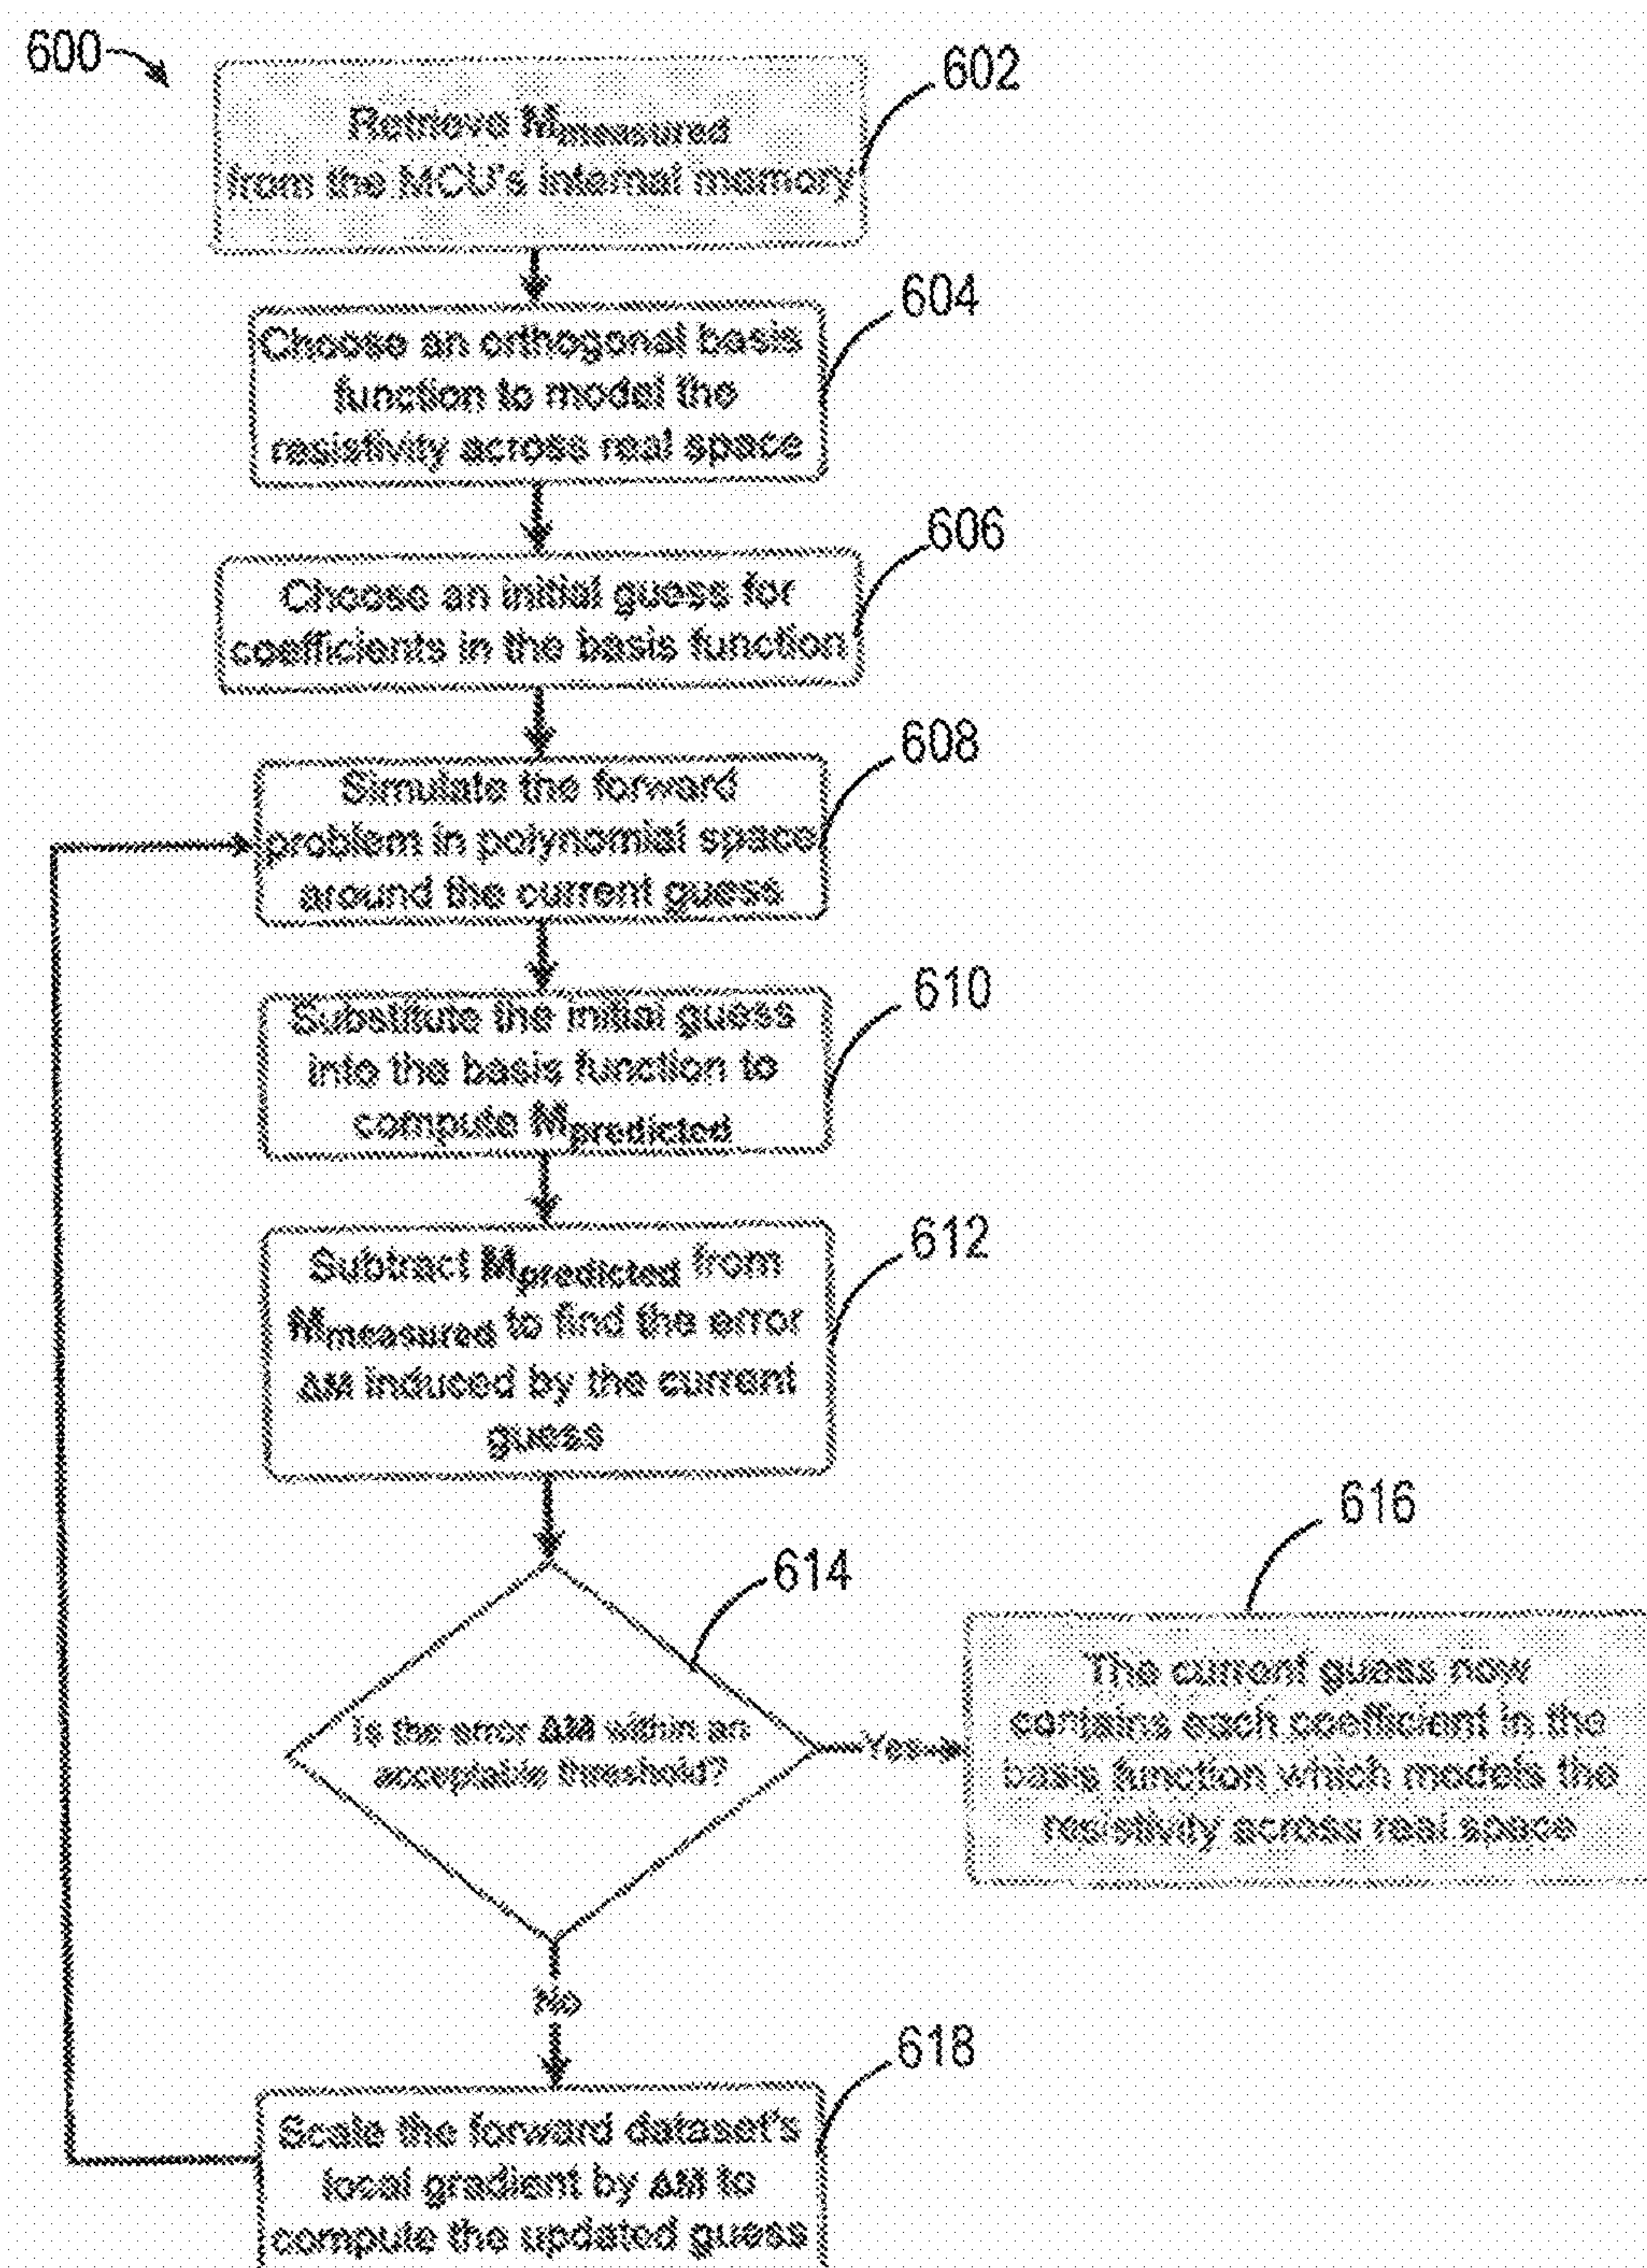 600
602
Retrieve Mmeasured
from the MCU's internal memory
604
Choose an orthogonal basis
function to model the
resistivity across real space
606
Choose an initial guess for
coefficients in the basis function
608
Simulate the forward
problem in polynomial space
around the current guess
610
Substitute the initial guess
into the basis function to
compute Mpredicted
612
Subtract Mpredicted from
Mmeasured to find the error
ΔM induced by the current
guess
614
Is the error ΔM within an
acceptable threshold?
Yes
616
The current guess now
contains each coefficient in the
basis function which models the
resistivity across real space
No
618
Scale the forward dataset's
local gradient by ΔM to
compute the updated guess